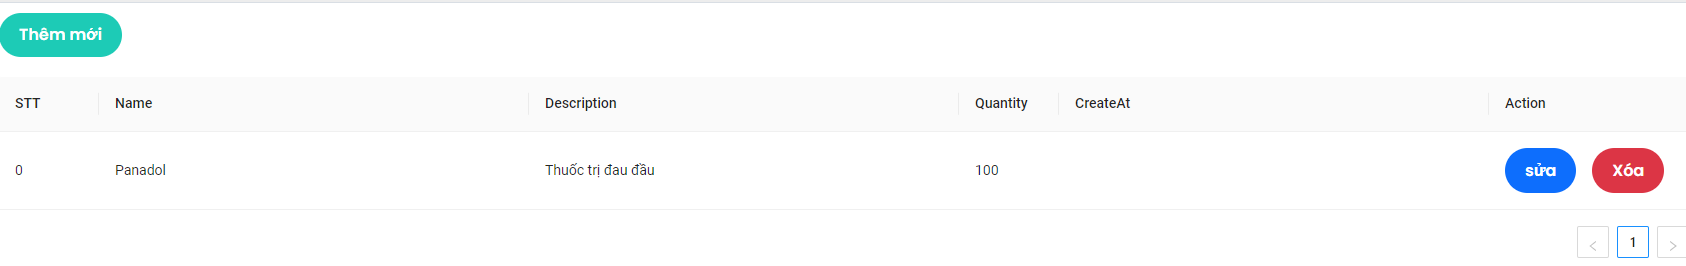 Thêm mới
STT Name Description Quantity CreateAt Action
0 Panadol Thuốc trị đau đầu 100 sửa Xóa
< 1 >